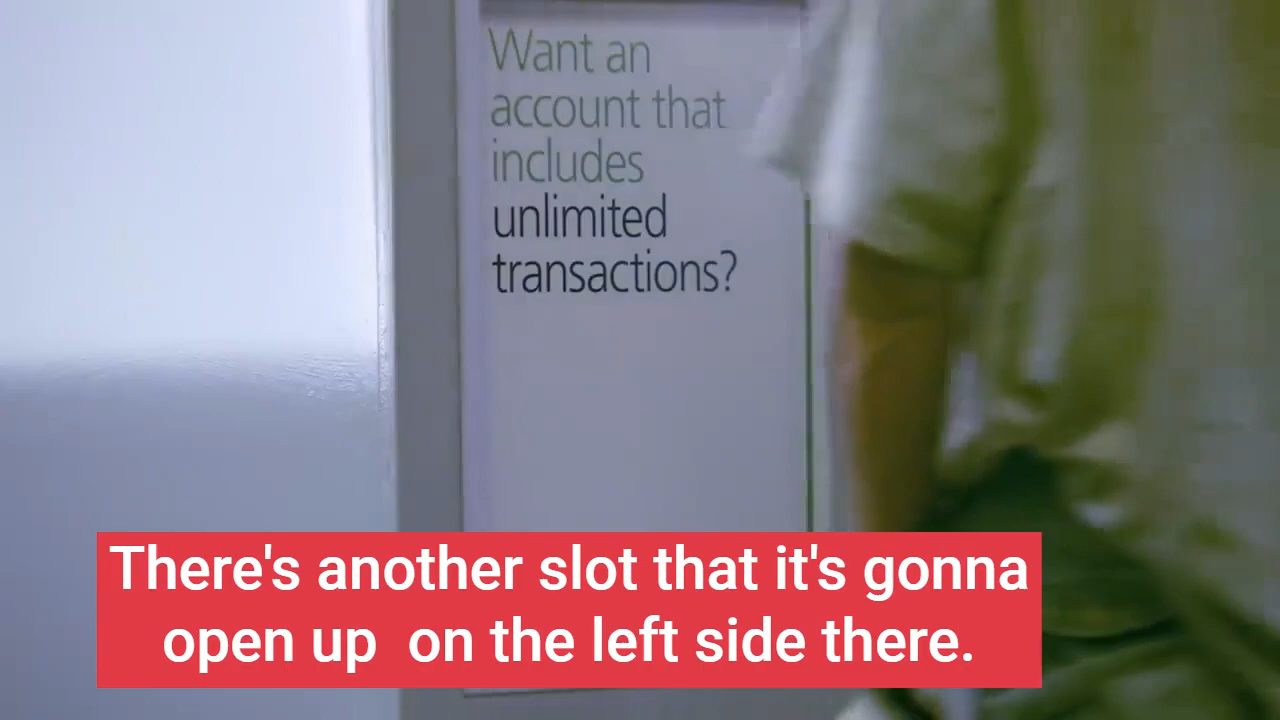 Want an
account that
includes
unlimited
transactions?
There's another slot that it's gonna
open up  on the left side there.